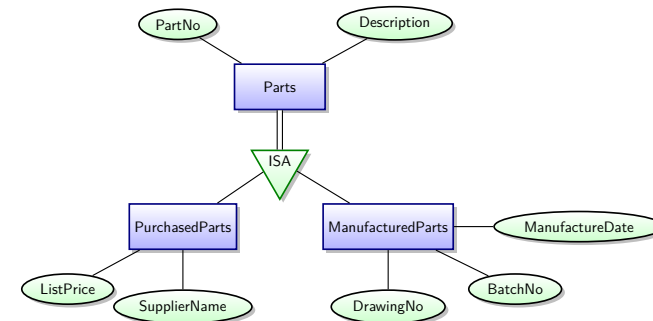 PartNo
Description
Parts
ISA
PurchasedParts
ManufacturedParts
ManufactureDate
ListPrice
SupplierName
DrawingNo
BatchNo